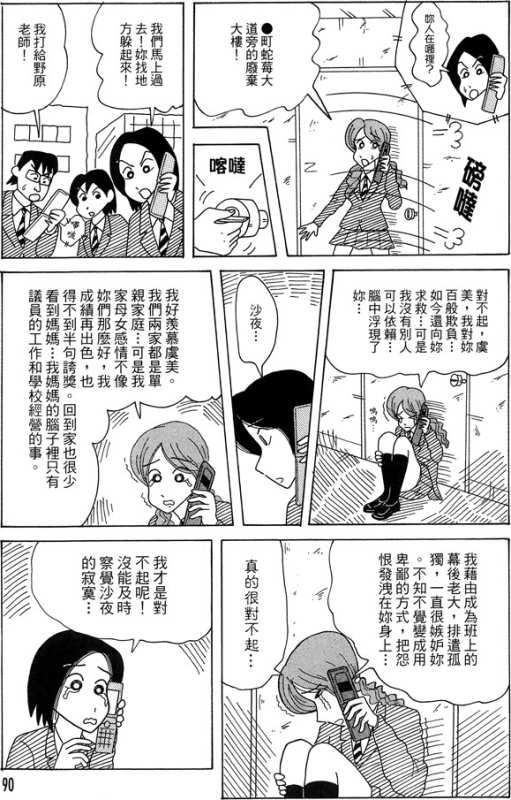 妳人在哪裡？
●町蛇莓大
道旁的廢棄
大樓！
磅噠
喀噠
我們馬上過
去！妳找地
方躲起來！
我打給野原
老師！
對不起，虞
美，我對妳
百般欺負…
如今還向妳
求救…可是
我沒有別人
可以依賴…
腦中浮現了
妳…
嗚嗚…
沙夜…
我好羨慕虞美。
我們兩家都是單
親家庭…可是我
家母女感情不像
妳們那麼好，我
成績再出色，也
得不到半句誇獎。回到家也很少
看到媽媽…我媽媽的腦子裡只有
議員的工作和學校經營的事。
我藉由成為班上的
幕後老大，排遣孤
獨，一直很嫉妒妳
。不知不覺變成用
卑鄙的方式，把怨
恨發洩在妳身上…
真的很對不起…
我才是對
不起呢！
沒能及時
察覺沙夜
的寂寞…
90